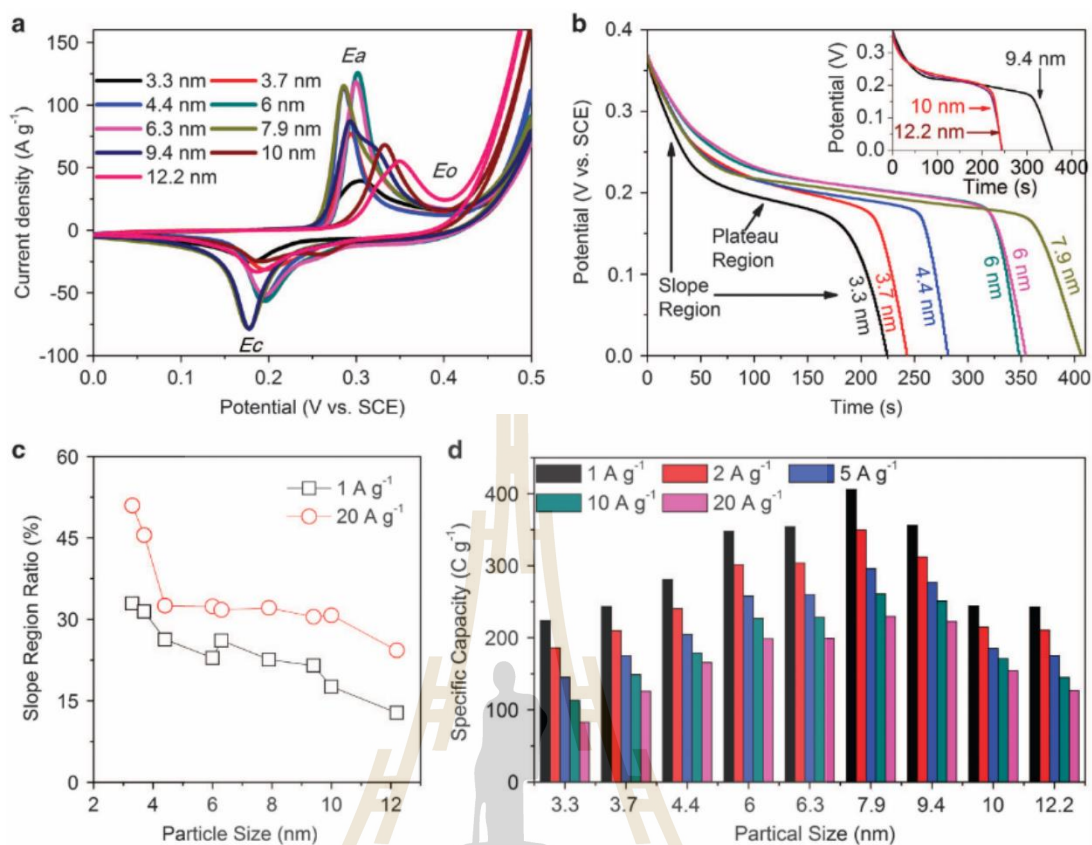 a
150
100
50
0
-50
-100
Current density (A g⁻¹)
3.3 nm 3.7 nm
4.4 nm 6 nm
6.3 nm 7.9 nm
9.4 nm 10 nm
12.2 nm
Ea
Eo
Ec
0.0 0.1 0.2 0.3 0.4 0.5
Potential (V vs. SCE)
b
0.4
0.3
0.2
0.1
0.0
Potential (V vs. SCE)
Plateau
Region
Slope
Region
3.3 nm
3.7 nm
4.4 nm
6 nm
6 nm
7.9 nm
0 50 100 150 200 250 300 350 400
Time (s)
0.3
0.2
0.1
0.0
Potential (V)
9.4 nm
10 nm
12.2 nm
0 100 200 300 400
Time (s)
c
60
45
30
15
0
Slope Region Ratio (%)
1 A g⁻¹
20 A g⁻¹
2 4 6 8 10 12
Particle Size (nm)
d
400
300
200
100
0
Specific Capacity (C g⁻¹)
1 A g⁻¹ 2 A g⁻¹ 5 A g⁻¹
10 A g⁻¹ 20 A g⁻¹
3.3 3.7 4.4 6 6.3 7.9 9.4 10 12.2
Partical Size (nm)